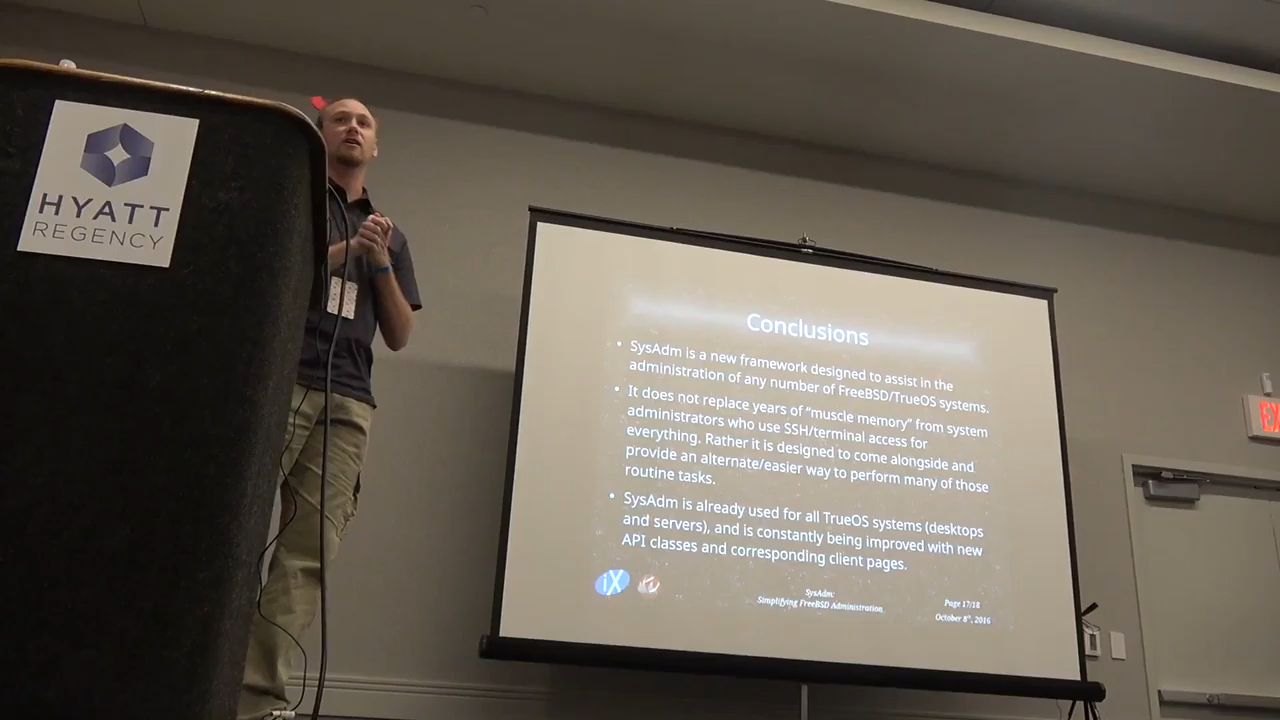 HYATT
REGENCY
Conclusions
• SysAdm is a new framework designed to assist in the
administration of any number of FreeBSD/TrueOS systems.
• It does not replace years of “muscle memory” from system
administrators who use SSH/terminal access for
everything. Rather it is designed to come alongside and
provide an alternate/easier way to perform many of those
routine tasks.
• SysAdm is already used for all TrueOS systems (desktops
and servers), and is constantly being improved with new
API classes and corresponding client pages.
iX
SysAdm:
Simplifying FreeBSD Administration
Page 17/18
October 8th, 2016
EX